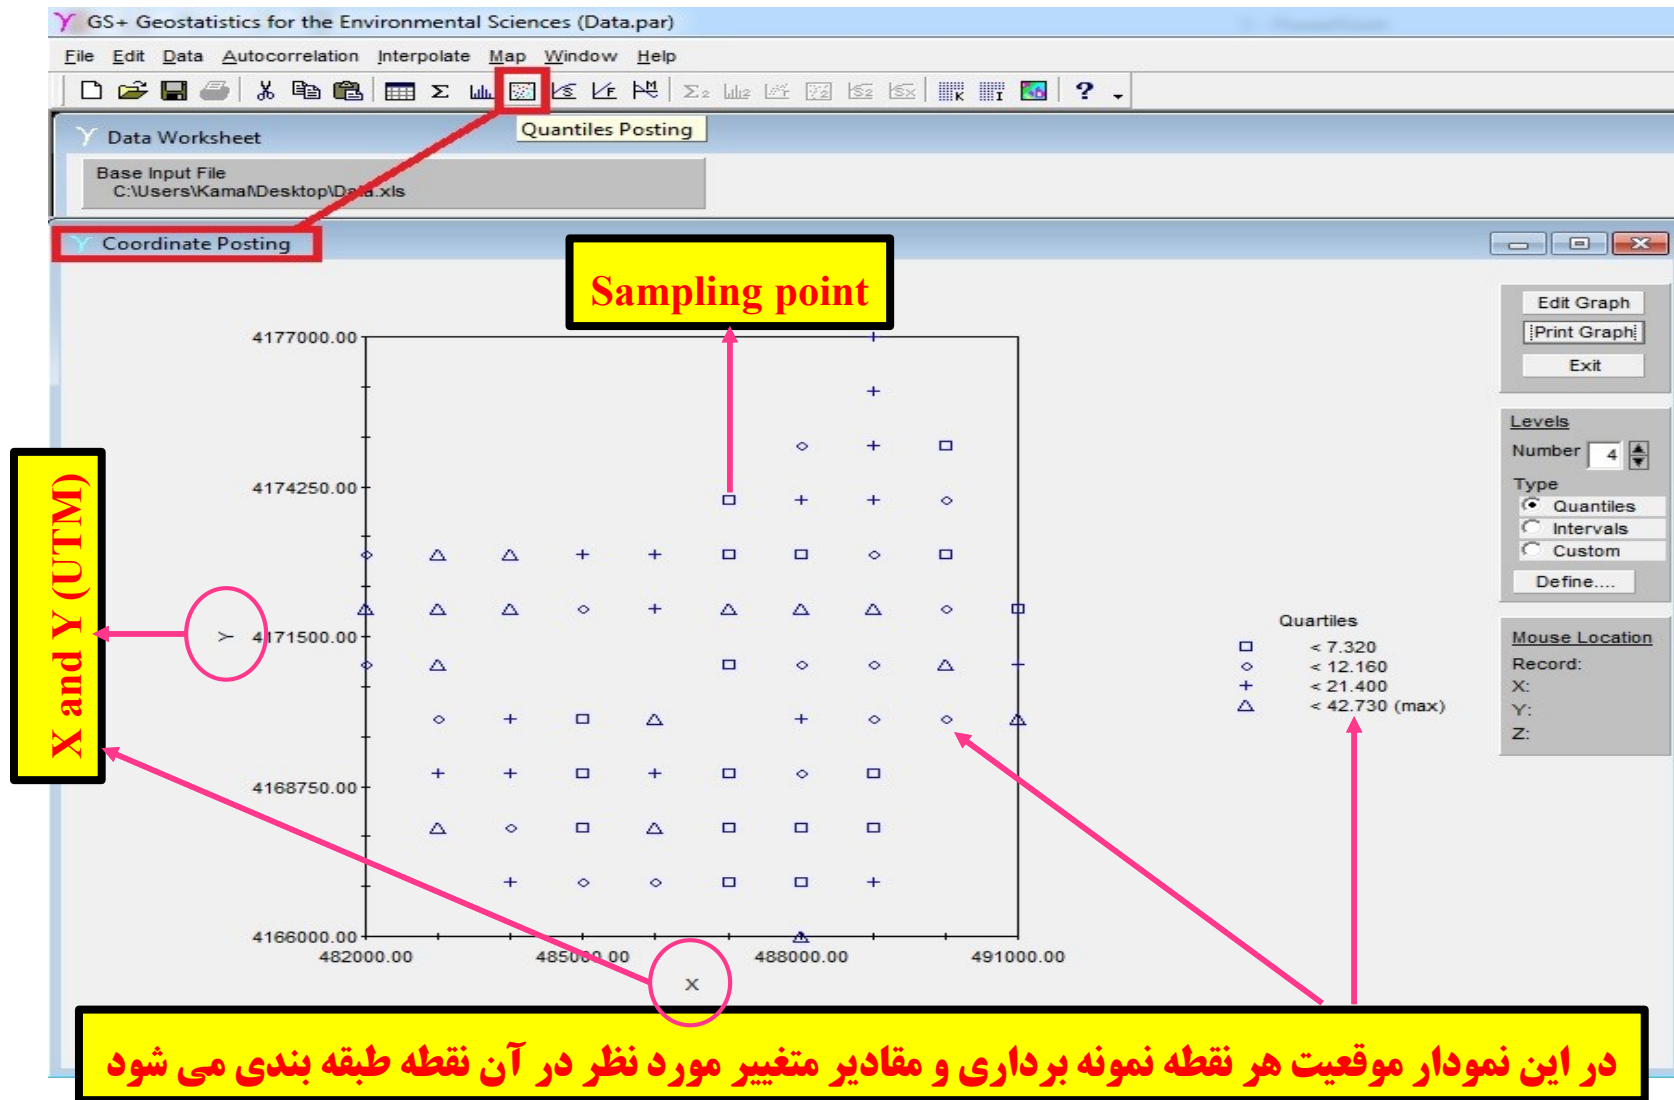 GS+ Geostatistics for the Environmental Sciences (Data.par)
File Edit Data Autocorrelation Interpolate Map Window Help
Quantiles Posting
Data Worksheet
Base Input File
C:\Users\Kamal\Desktop\Data.xls
Coordinate Posting
Sampling point
Edit Graph
Print Graph
Exit
Levels
Number 4
Type
Quantiles
Intervals
Custom
Define....
Mouse Location
Record:
X:
Y:
Z:
4177000.00
4174250.00
4171500.00
4168750.00
4166000.00
Y
X and Y (UTM)
482000.00 485000.00 488000.00 491000.00
X
Quartiles
< 7.320
< 12.160
< 21.400
< 42.730 (max)
در این نمودار موقعیت هر نقطه نمونه برداری و مقادیر متغییر مورد نظر در آن نقطه طبقه بندی می شود